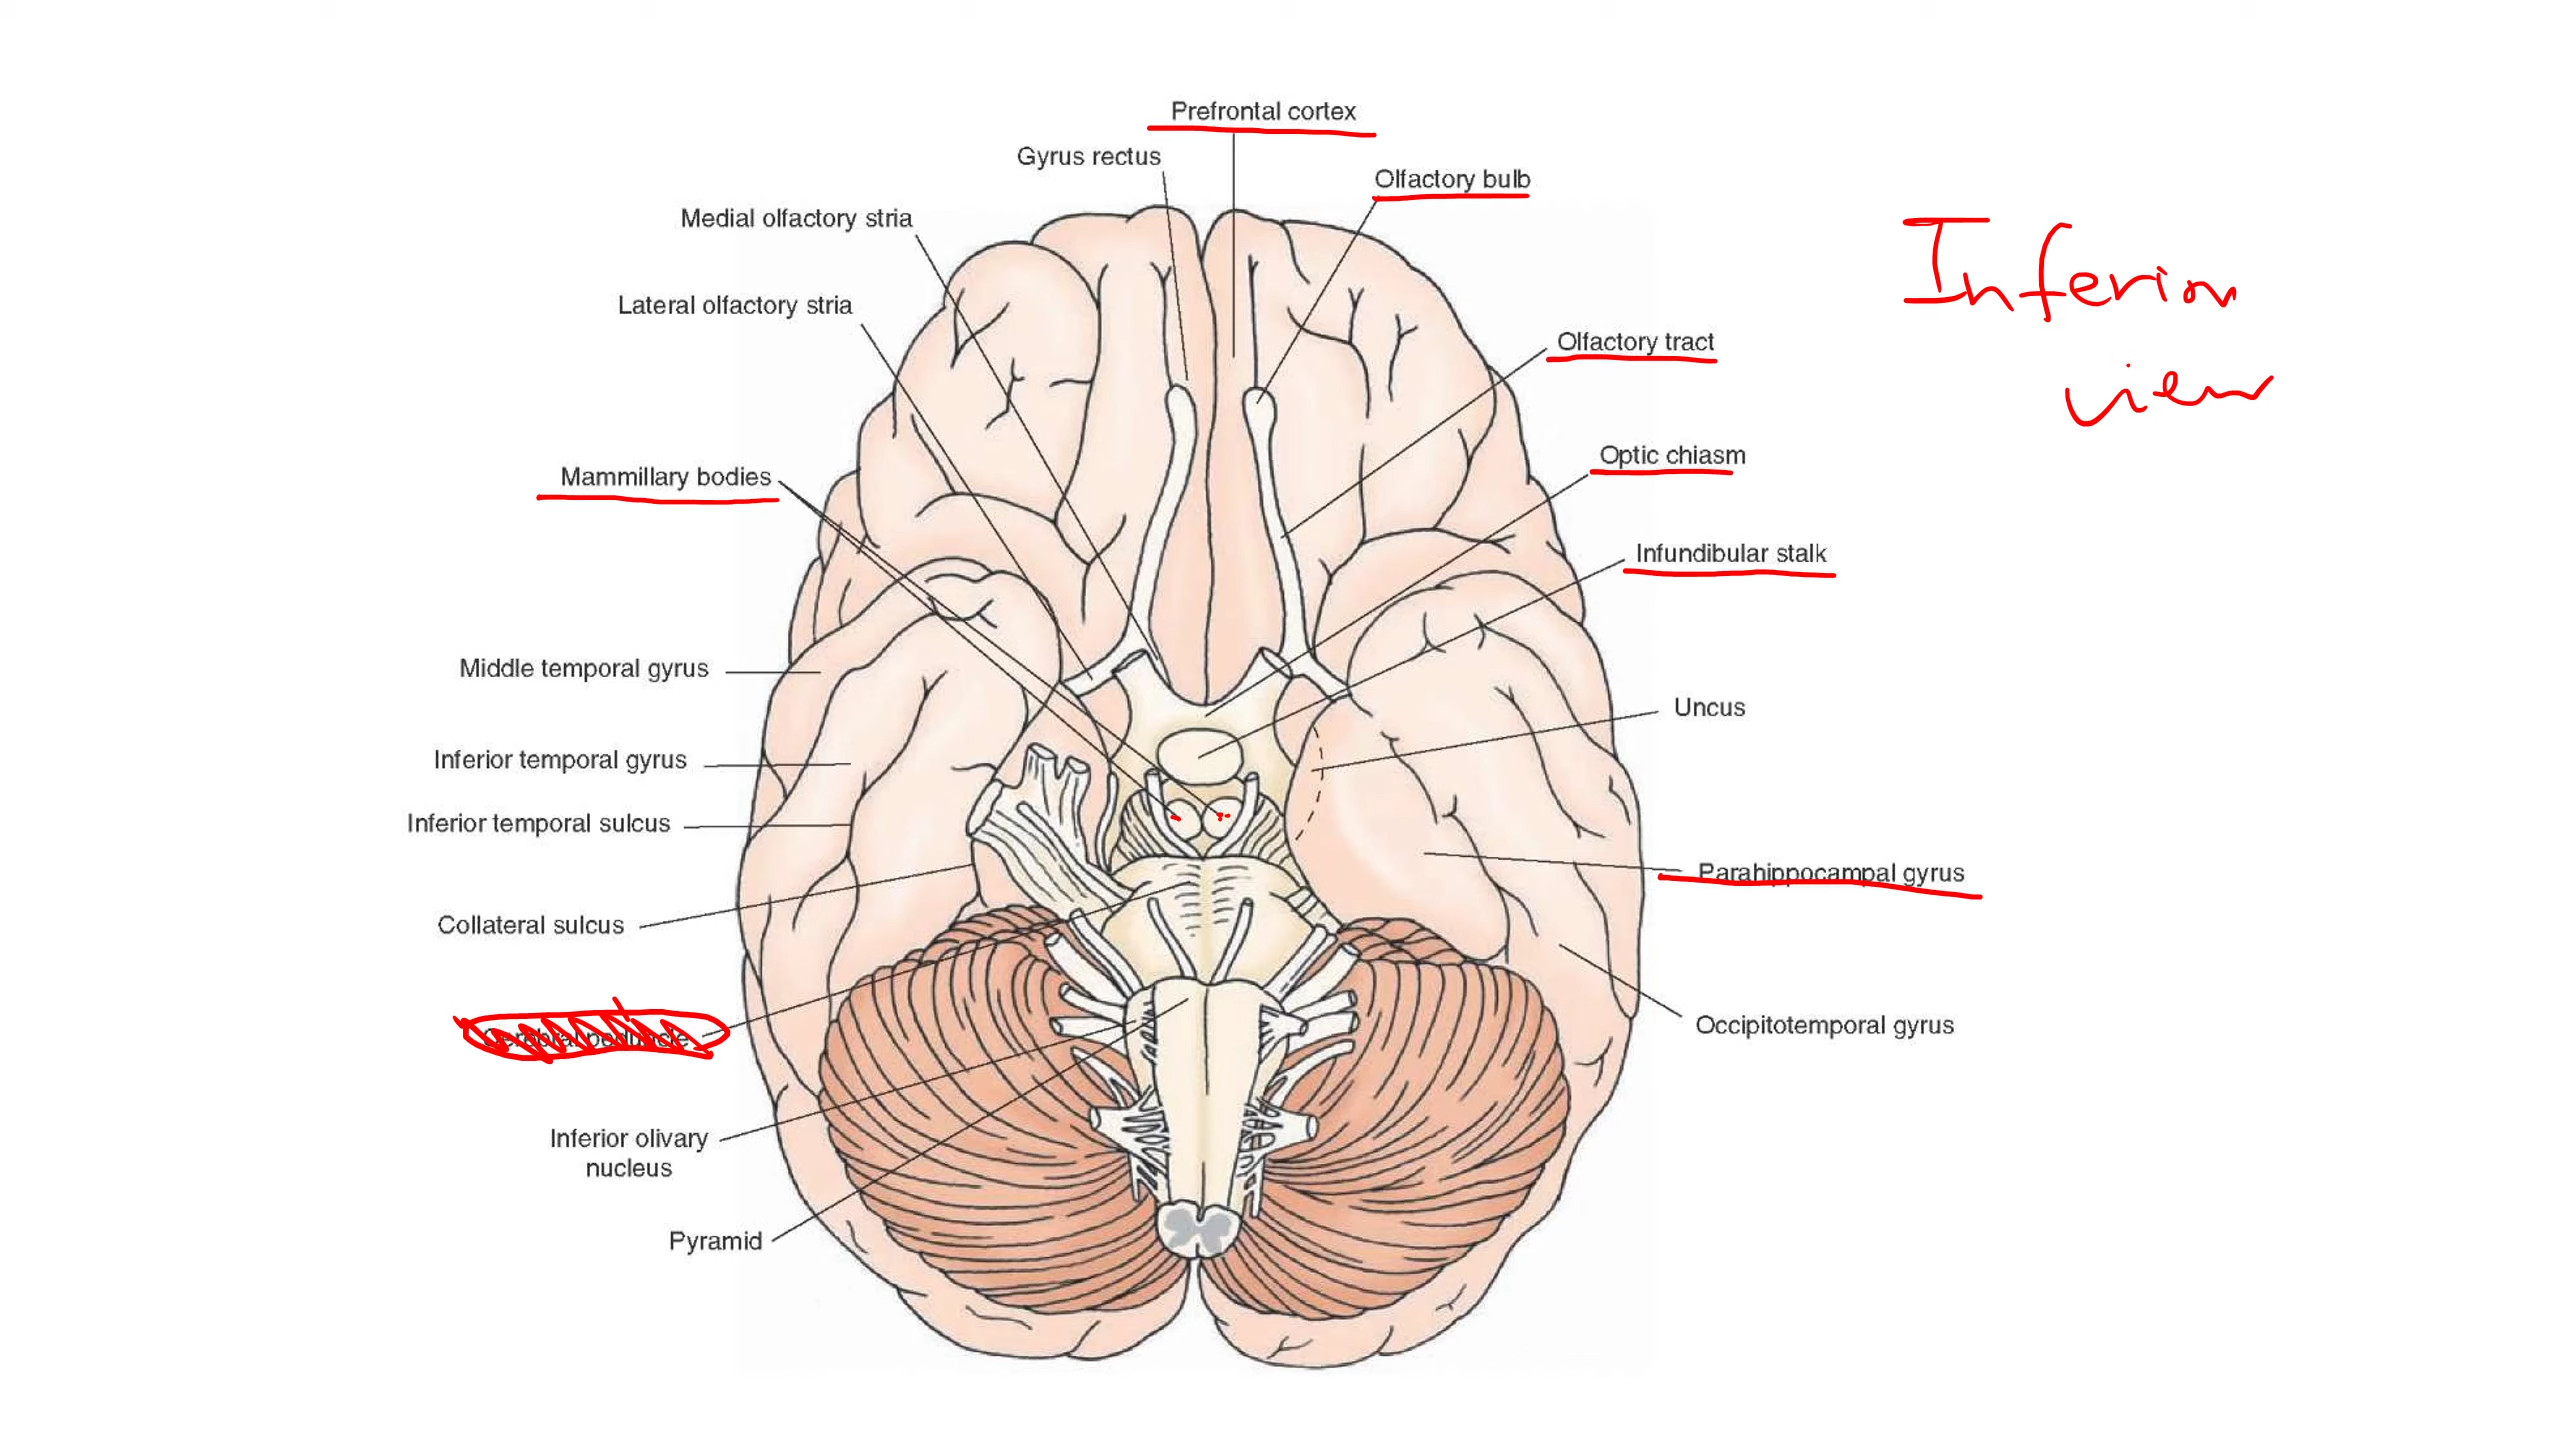 Prefrontal cortex
Gyrus rectus
Olfactory bulb
Medial olfactory stria
Lateral olfactory stria
Inferior
view
Olfactory tract
Optic chiasm
Mammillary bodies
Infundibular stalk
Middle temporal gyrus
Uncus
Inferior temporal gyrus
Inferior temporal sulcus
Parahippocampal gyrus
Collateral sulcus
Occipitotemporal gyrus
Cerebral peduncle
Inferior olivary
nucleus
Pyramid